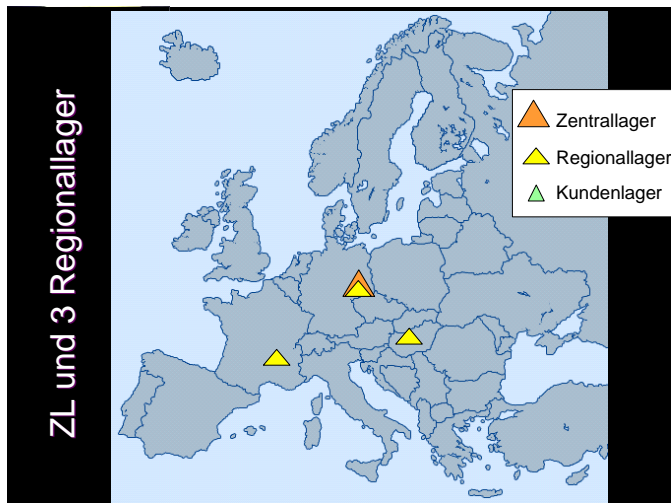 ZL und 3 Regionallager
Zentrallager
Regionallager
Kundenlager